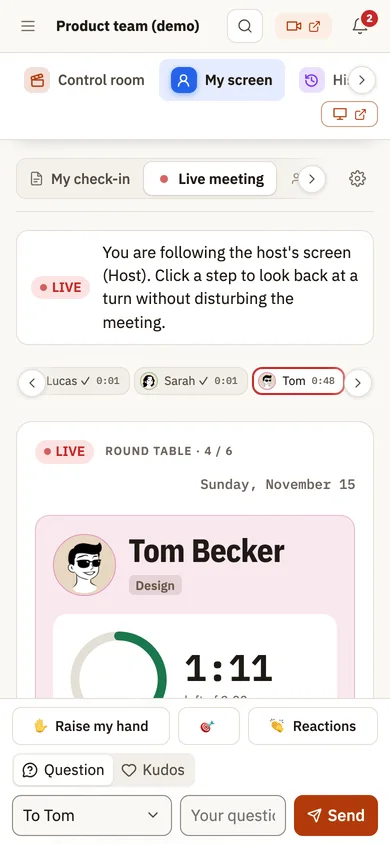 Product team (demo)
2
Control room
My screen
My check-in
Live meeting
LIVE
You are following the host's screen
(Host). Click a step to look back at a
turn without disturbing the
meeting.
Lucas ✓ 0:01
Sarah ✓ 0:01
Tom 0:48
LIVE
ROUND TABLE · 4 / 6
Sunday, November 15
Tom Becker
Design
1:11
Raise my hand
Reactions
Question
Kudos
To Tom
Your questic
Send